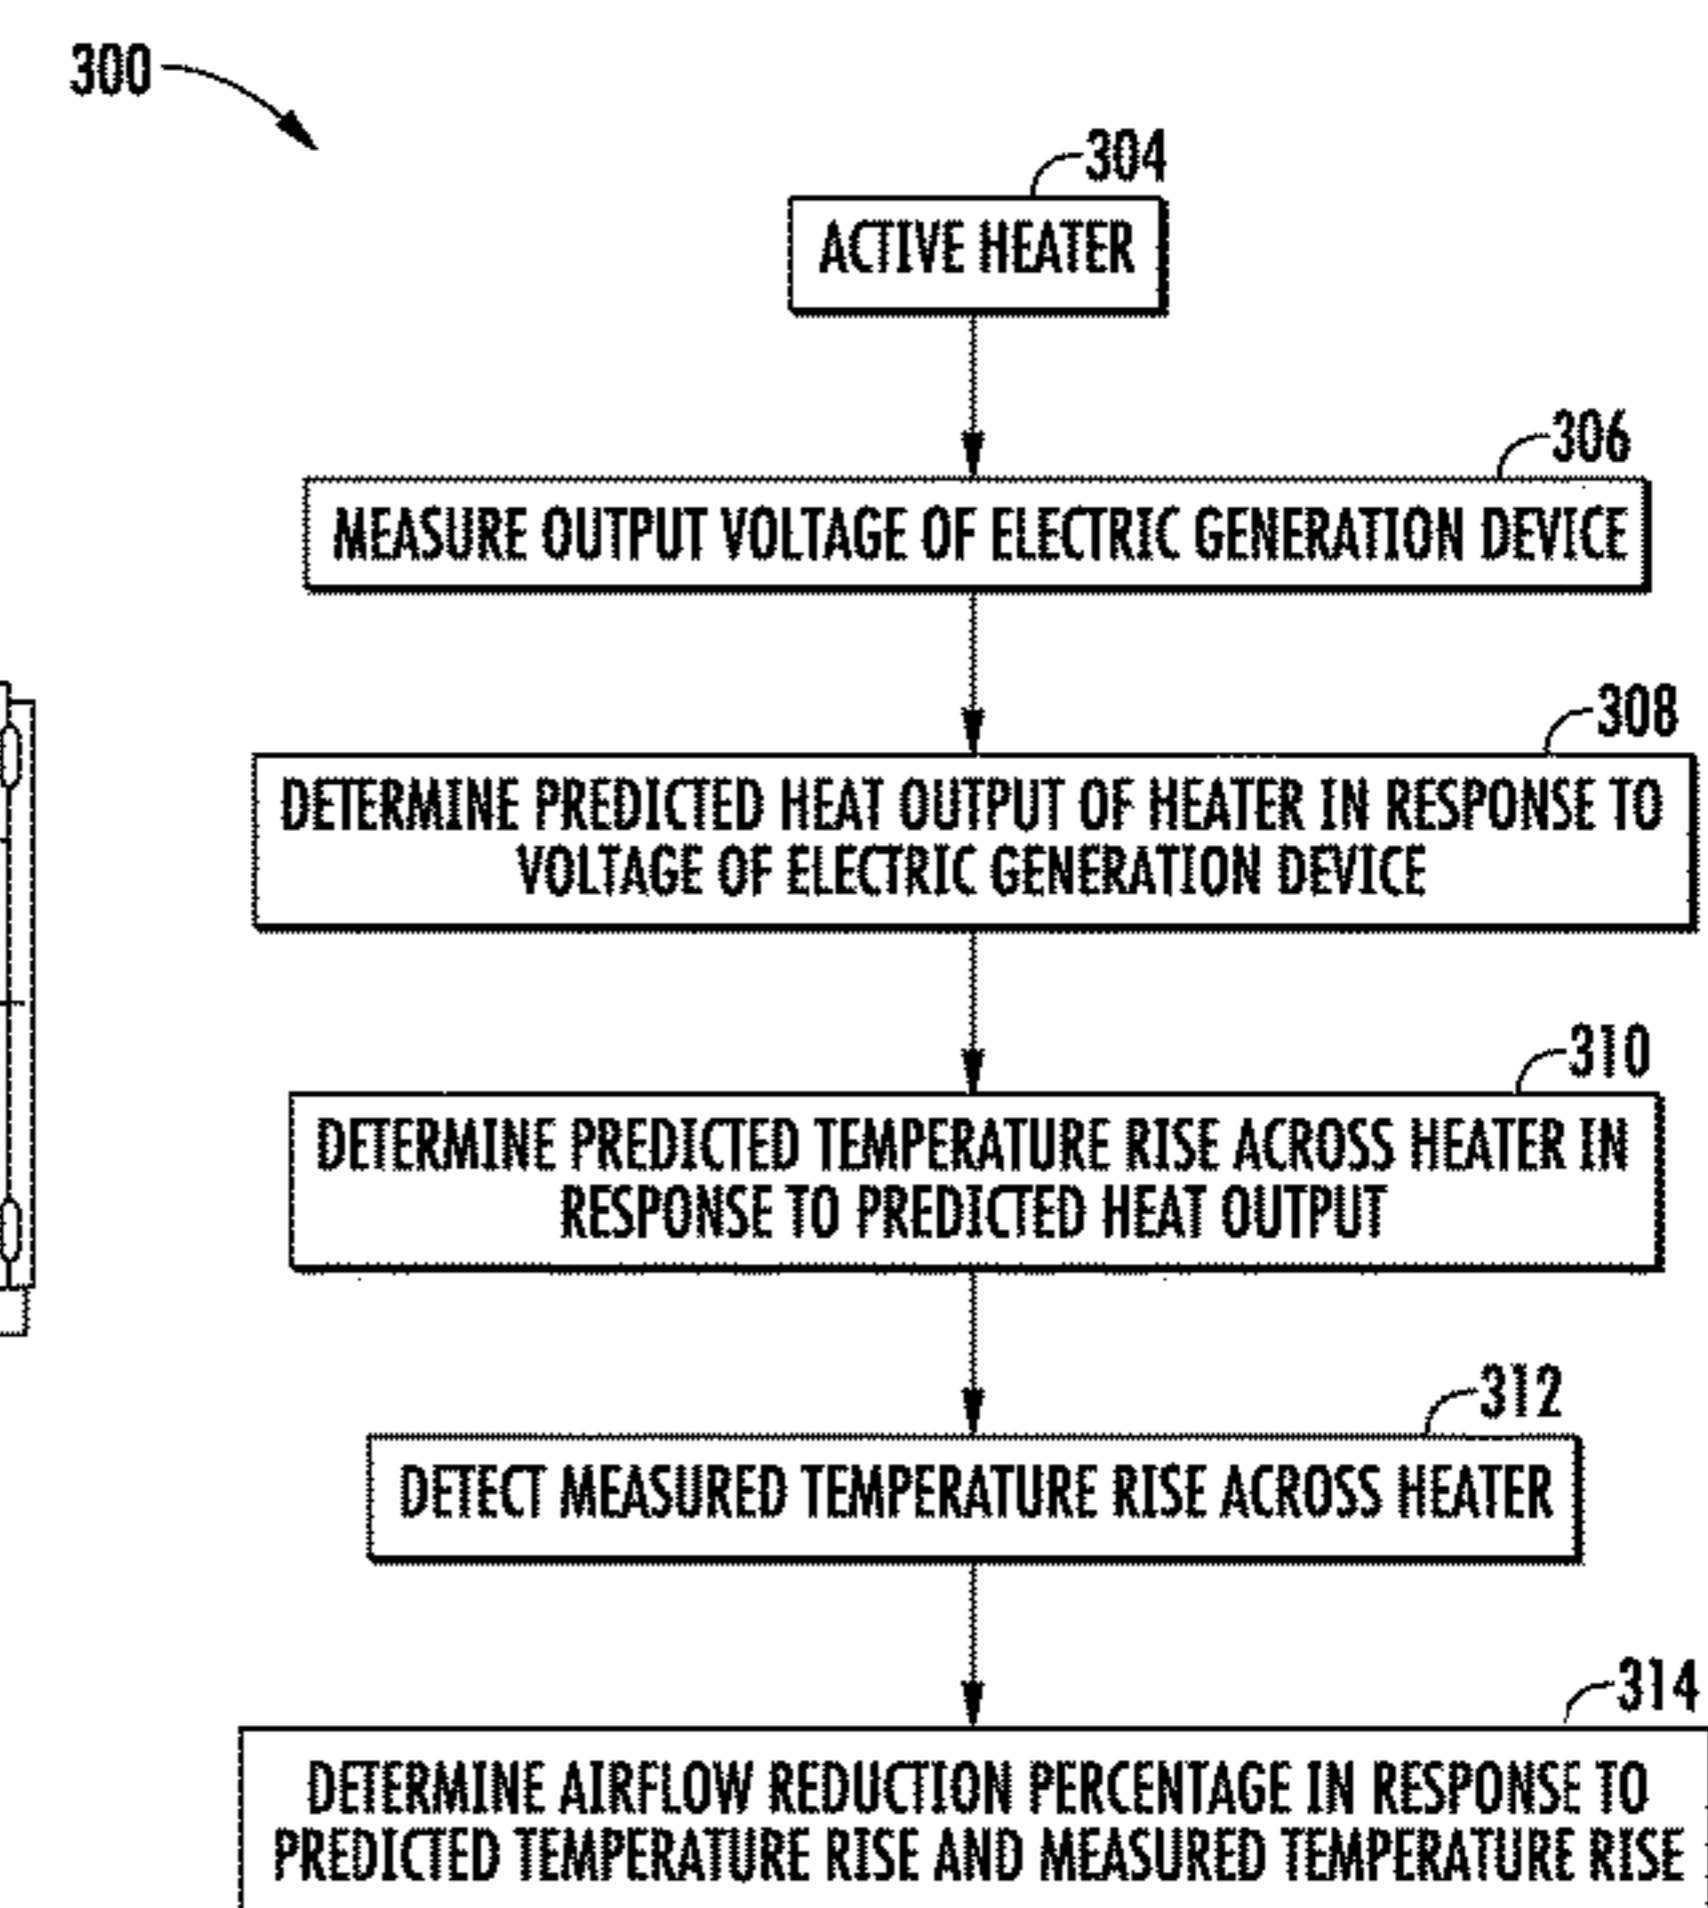 300
304
ACTIVE HEATER
306
MEASURE OUTPUT VOLTAGE OF ELECTRIC GENERATION DEVICE
308
DETERMINE PREDICTED HEAT OUTPUT OF HEATER IN RESPONSE TO
VOLTAGE OF ELECTRIC GENERATION DEVICE
310
DETERMINE PREDICTED TEMPERATURE RISE ACROSS HEATER IN
RESPONSE TO PREDICTED HEAT OUTPUT
312
DETECT MEASURED TEMPERATURE RISE ACROSS HEATER
314
DETERMINE AIRFLOW REDUCTION PERCENTAGE IN RESPONSE TO
PREDICTED TEMPERATURE RISE AND MEASURED TEMPERATURE RISE